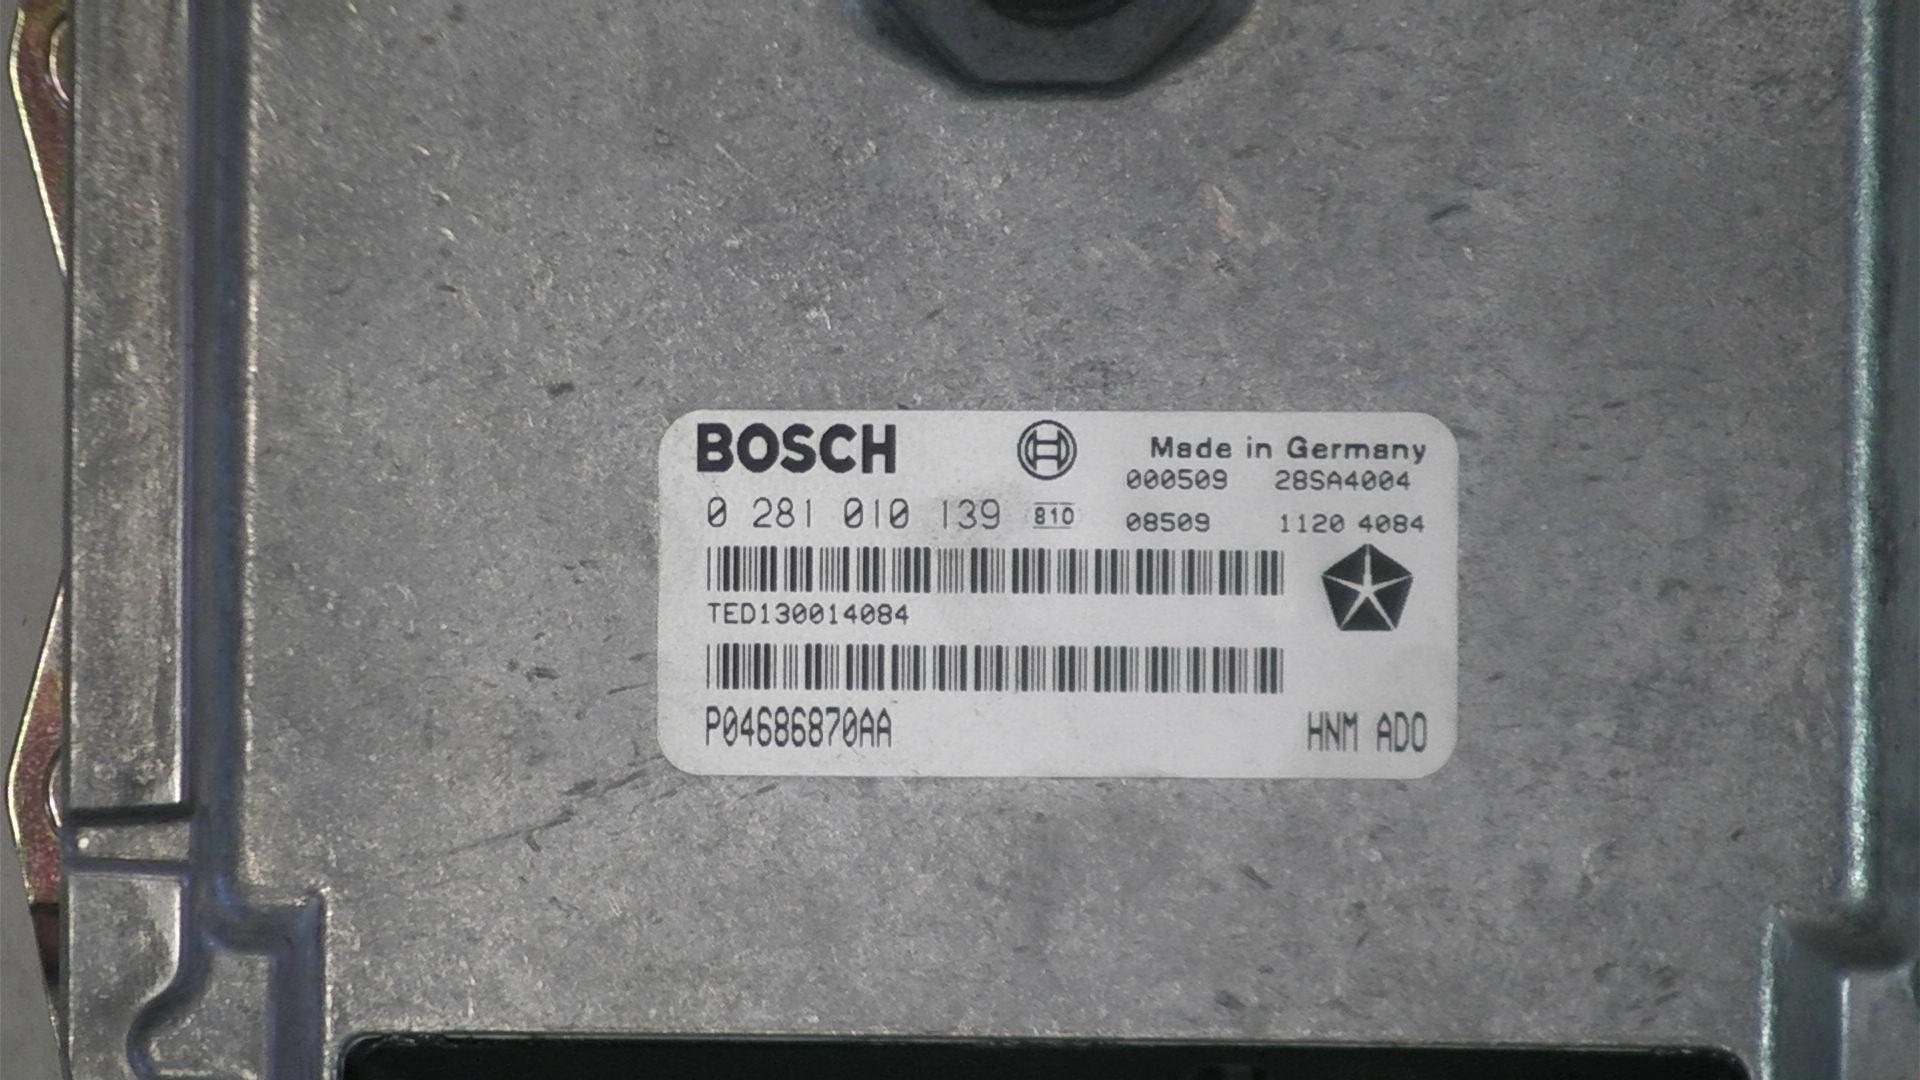 BOSCH Made in Germany
000509 28SA4004
0 281 010 139 810 08509 1120 4084
TED130014084
P04686870AA HNM ADO